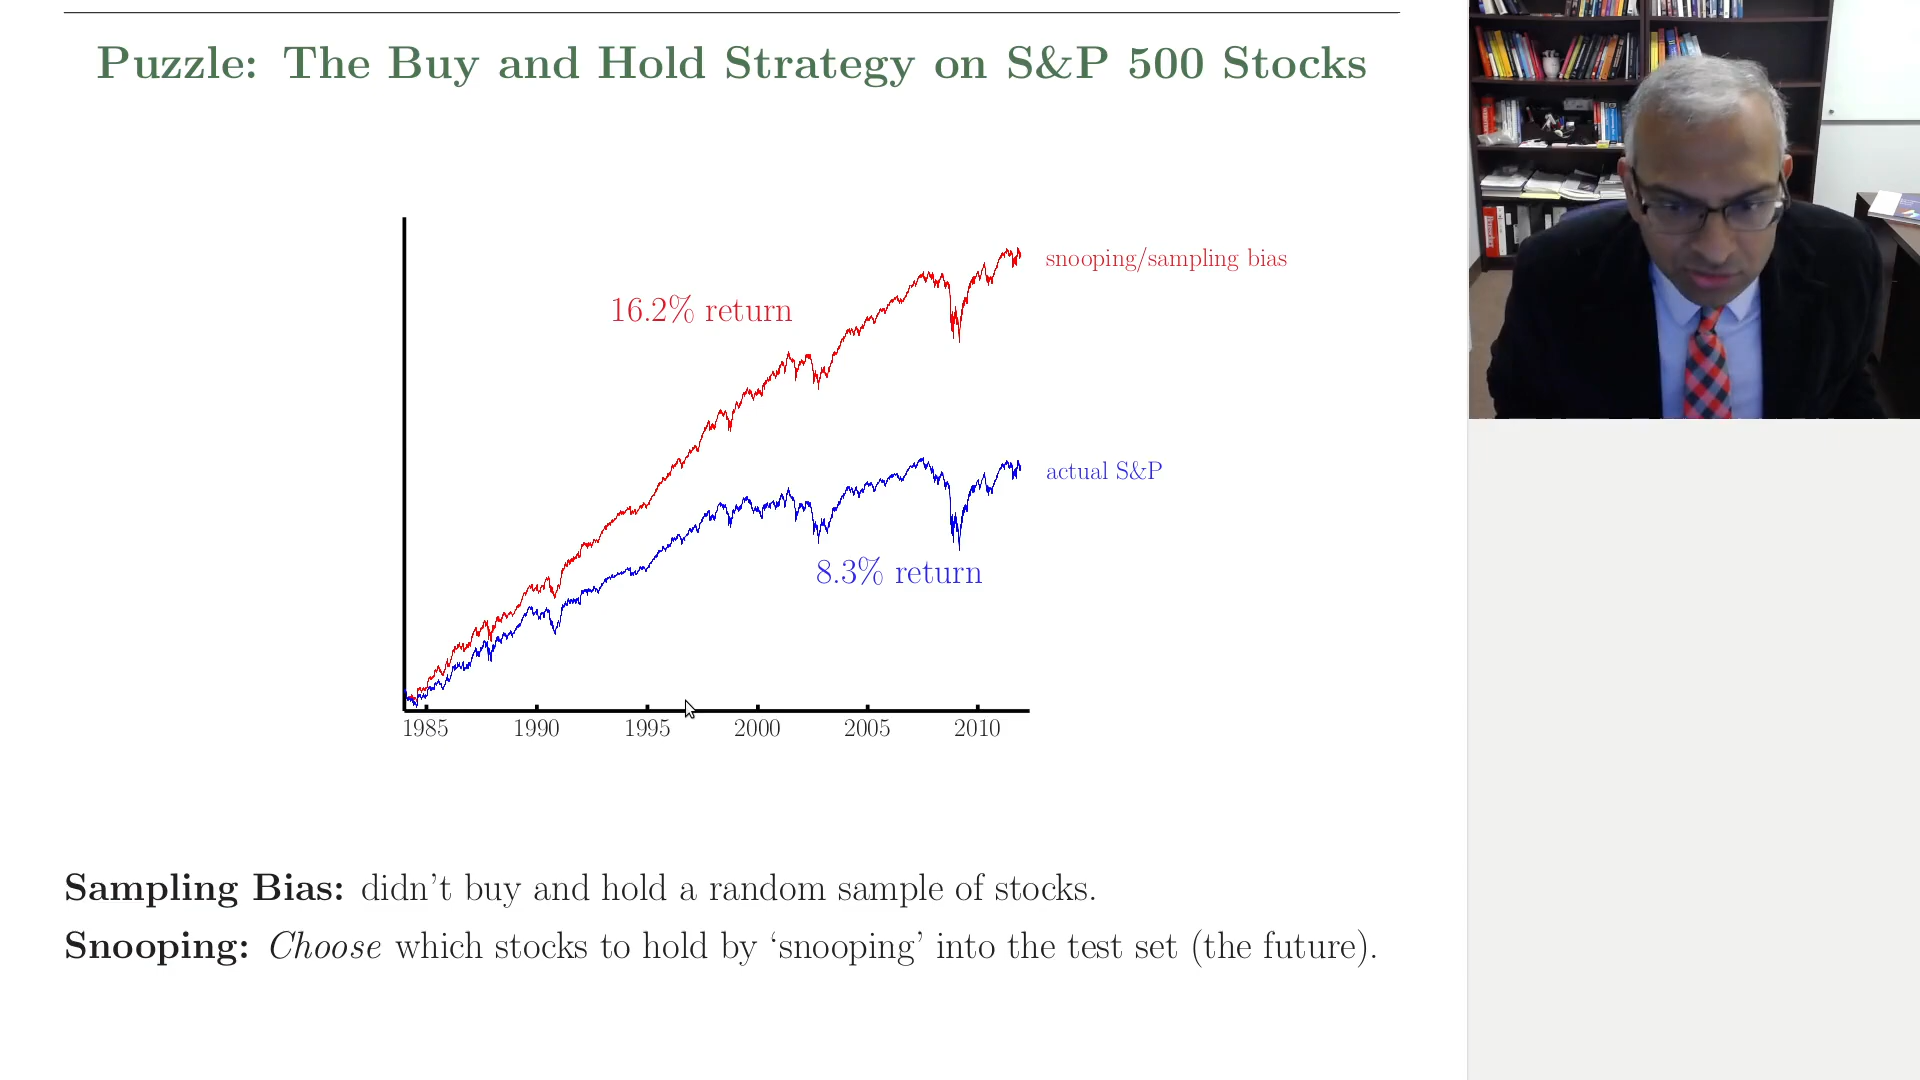 Puzzle: The Buy and Hold Strategy on S&P 500 Stocks
snooping/sampling bias
16.2% return
actual S&P
8.3% return
1985 1990 1995 2000 2005 2010
Sampling Bias: didn't buy and hold a random sample of stocks.
Snooping: Choose which stocks to hold by ‘snooping’ into the test set (the future).